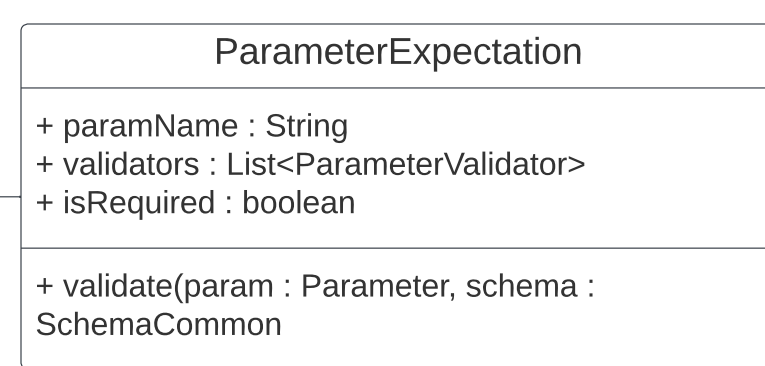 ParameterExpectation
+ paramName : String
+ validators : List<ParameterValidator>
+ isRequired : boolean
+ validate(param : Parameter, schema :
SchemaCommon